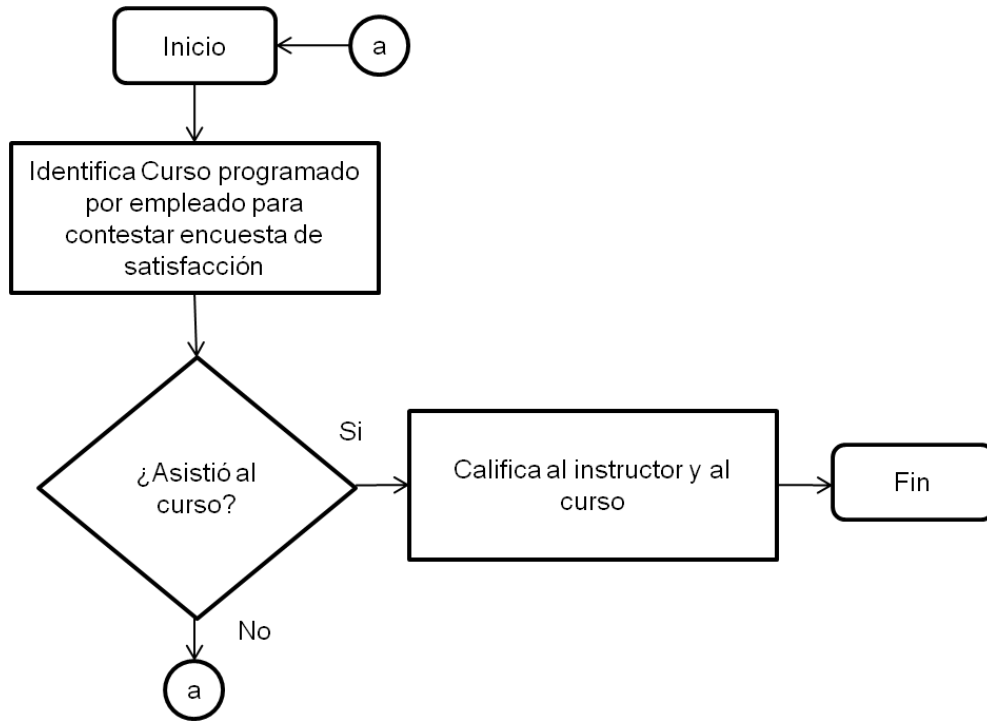 Inicio
a
Identifica Curso programado
por empleado para
contestar encuesta de
satisfacción
Si
¿Asistió al
curso?
Califica al instructor y al
curso
Fin
No
a